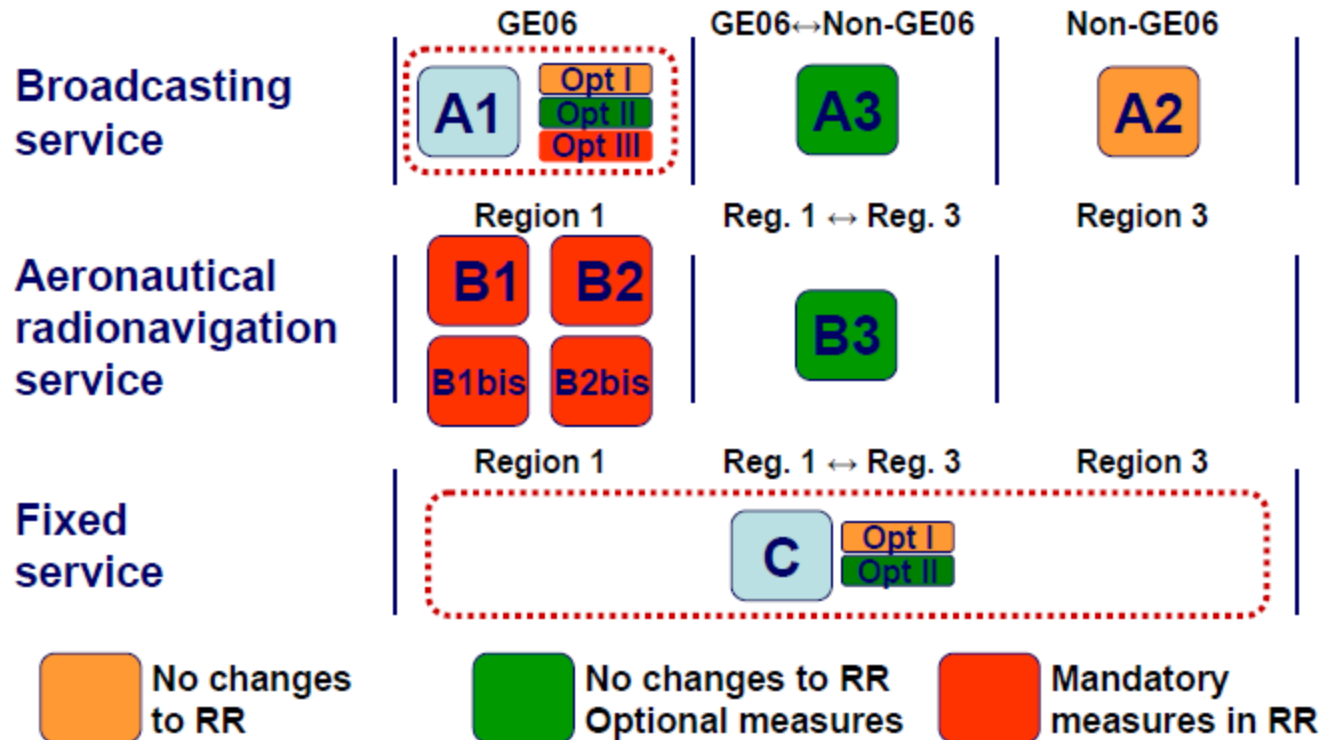 GE06 GE06↔Non-GE06 Non-GE06
Broadcasting
service
A1
Opt I
Opt II
Opt III
A3
A2
Region 1 Reg. 1 ↔ Reg. 3 Region 3
Aeronautical
radionavigation
service
B1 B2
B1bis B2bis
B3
Region 1 Reg. 1 ↔ Reg. 3 Region 3
Fixed
service
C
Opt I
Opt II
No changes
to RR
No changes to RR
Optional measures
Mandatory
measures in RR